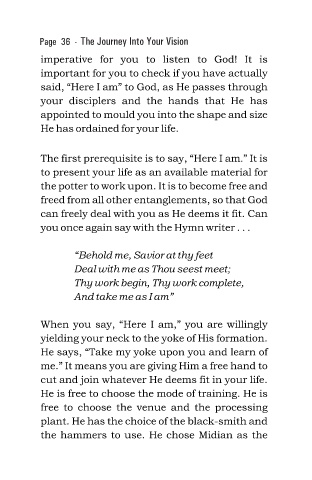 Page 36 - The Journey Into Your Vision
imperative for you to listen to God! It is
important for you to check if you have actually
said, “Here I am” to God, as He passes through
your disciplers and the hands that He has
appointed to mould you into the shape and size
He has ordained for your life.
The first prerequisite is to say, “Here I am.” It is
to present your life as an available material for
the potter to work upon. It is to become free and
freed from all other entanglements, so that God
can freely deal with you as He deems it fit. Can
you once again say with the Hymn writer . . .
“Behold me, Savior at thy feet
Deal with me as Thou seest meet;
Thy work begin, Thy work complete,
And take me as I am”
When you say, “Here I am,” you are willingly
yielding your neck to the yoke of His formation.
He says, “Take my yoke upon you and learn of
me.” It means you are giving Him a free hand to
cut and join whatever He deems fit in your life.
He is free to choose the mode of training. He is
free to choose the venue and the processing
plant. He has the choice of the black-smith and
the hammers to use. He chose Midian as the